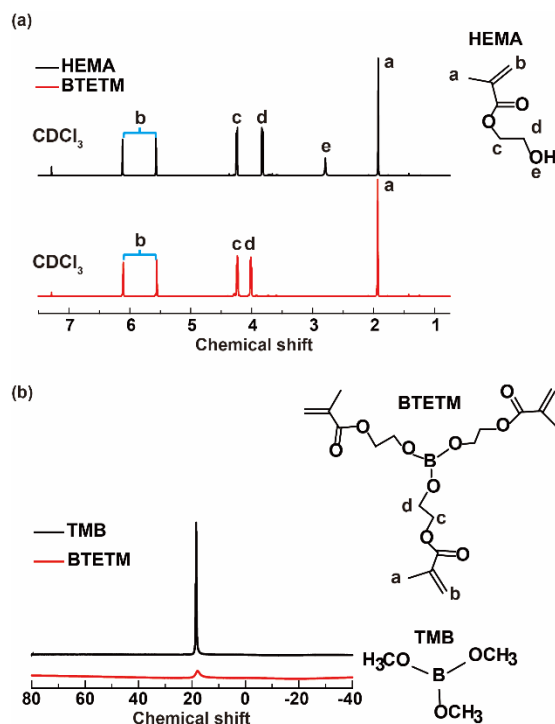 (a)
HEMA
BTETM
HEMA
a
b
O
O
c
d
OH
e
CDCl3
b
c
d
e
a
CDCl3
b
c
d
a
7
6
5
4
3
2
1
Chemical shift
(b)
TMB
BTETM
BTETM
O
O
O
O
B
O
O
O
O
O
d
c
a
b
TMB
H3CO
OCH3
B
OCH3
80
60
40
20
0
-20
-40
Chemical shift